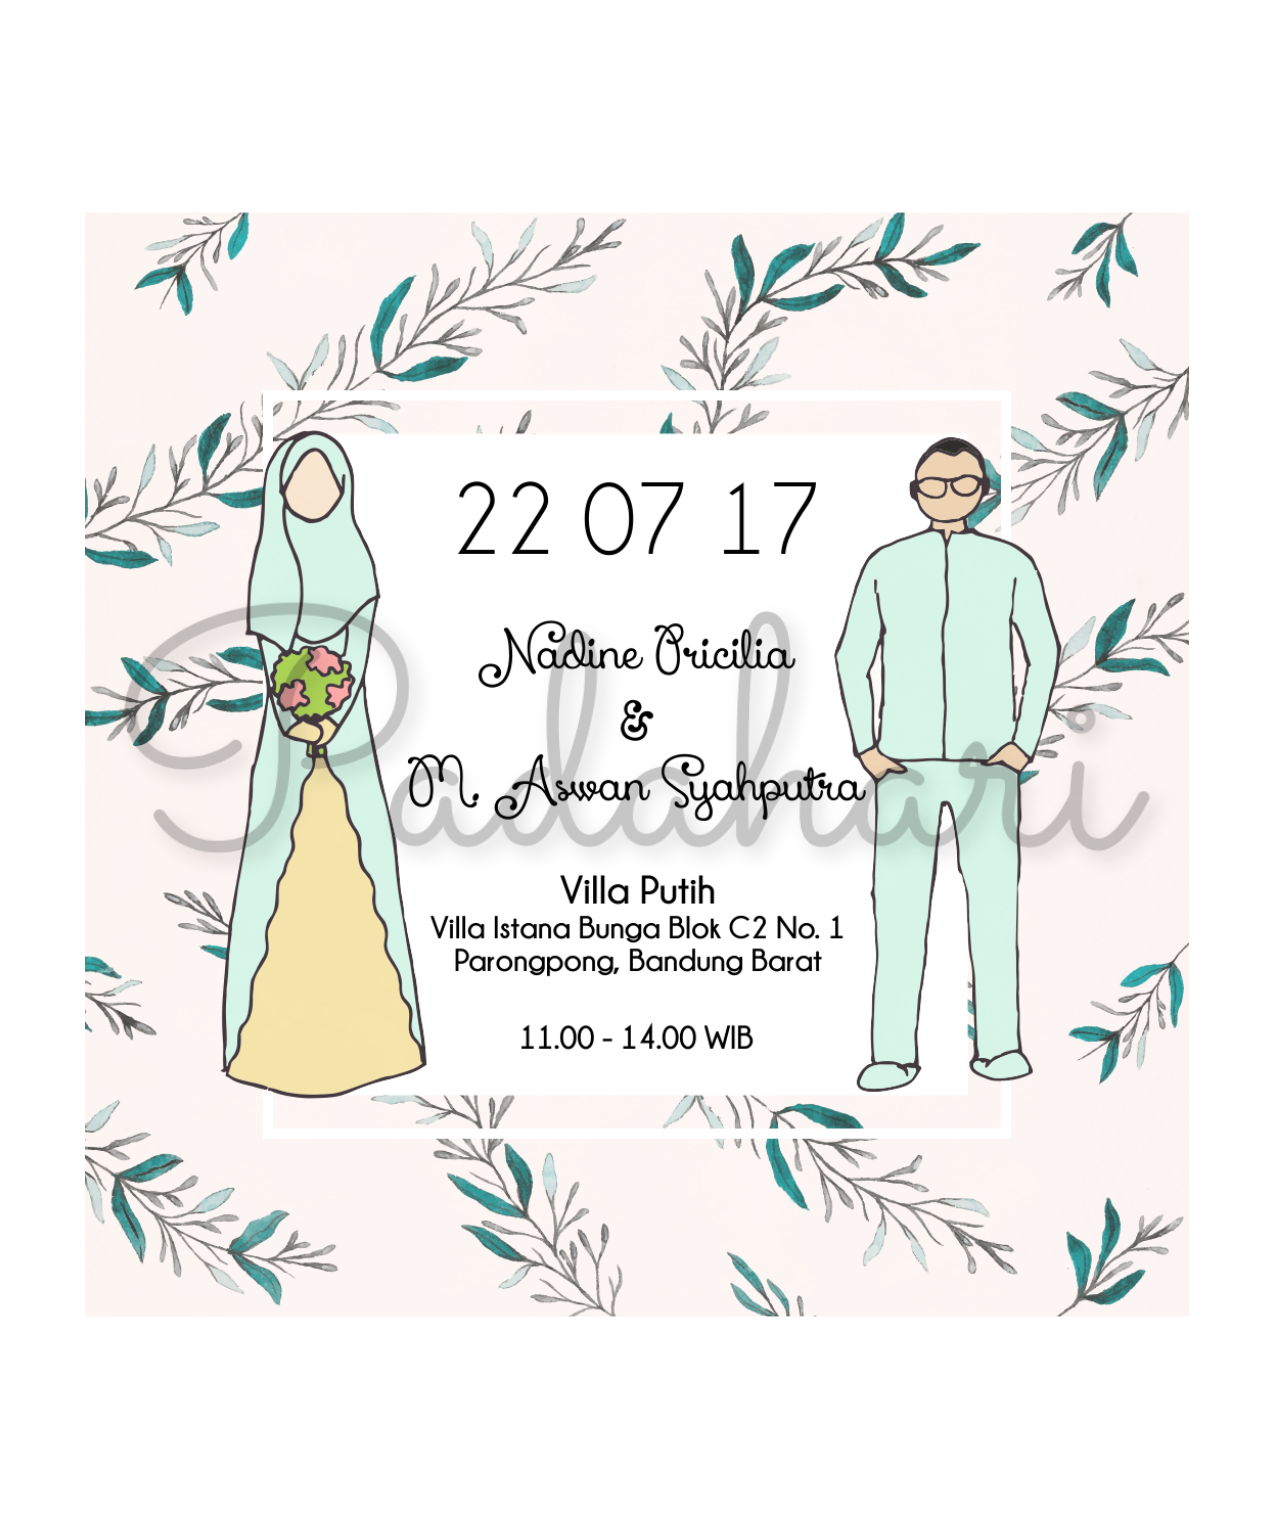 22 07 17
Nadine Pricilia
&
M. Aswan Syahputra
Padahari
Villa Putih
Villa Istana Bunga Blok C2 No. 1
Parongpong, Bandung Barat
11.00 - 14.00 WIB